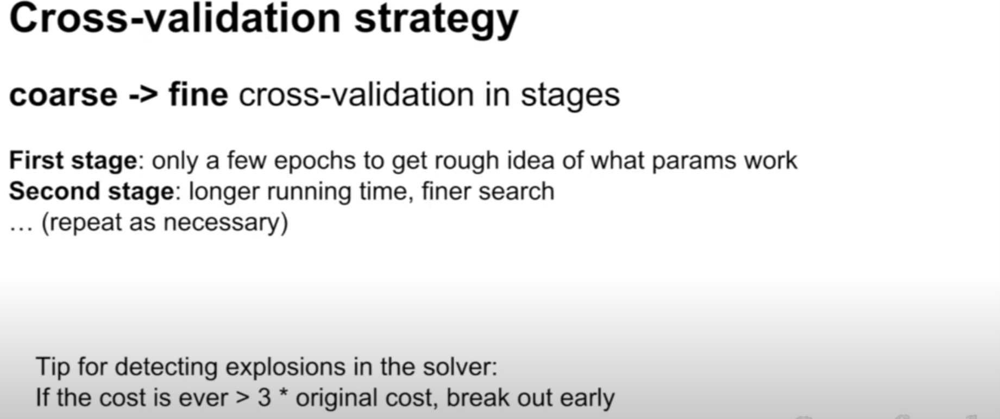 Cross-validation strategy
coarse -> fine cross-validation in stages
First stage: only a few epochs to get rough idea of what params work
Second stage: longer running time, finer search
… (repeat as necessary)
Tip for detecting explosions in the solver:
If the cost is ever > 3 * original cost, break out early